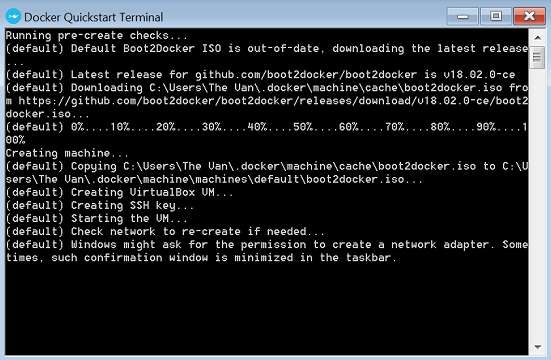 Docker Quickstart Terminal
Running pre-create checks...
(default) Default Boot2Docker ISO is out-of-date, downloading the latest release
...
(default) Latest release for github.com/boot2docker/boot2docker is v18.02.0-ce
(default) Downloading C:\Users\The Van\.docker\machine\cache\boot2docker.iso fro
m https://github.com/boot2docker/boot2docker/releases/download/v18.02.0-ce/boot2
docker.iso...
(default) 0%....10%....20%....30%....40%....50%....60%....70%....80%....90%....1
00%
Creating machine...
(default) Copying C:\Users\The Van\.docker\machine\cache\boot2docker.iso to C:\U
sers\The Van\.docker\machine\machines\default\boot2docker.iso...
(default) Creating VirtualBox VM...
(default) Creating SSH key...
(default) Starting the VM...
(default) Check network to re-create if needed...
(default) Windows might ask for the permission to create a network adapter. Some
times, such confirmation window is minimized in the taskbar.